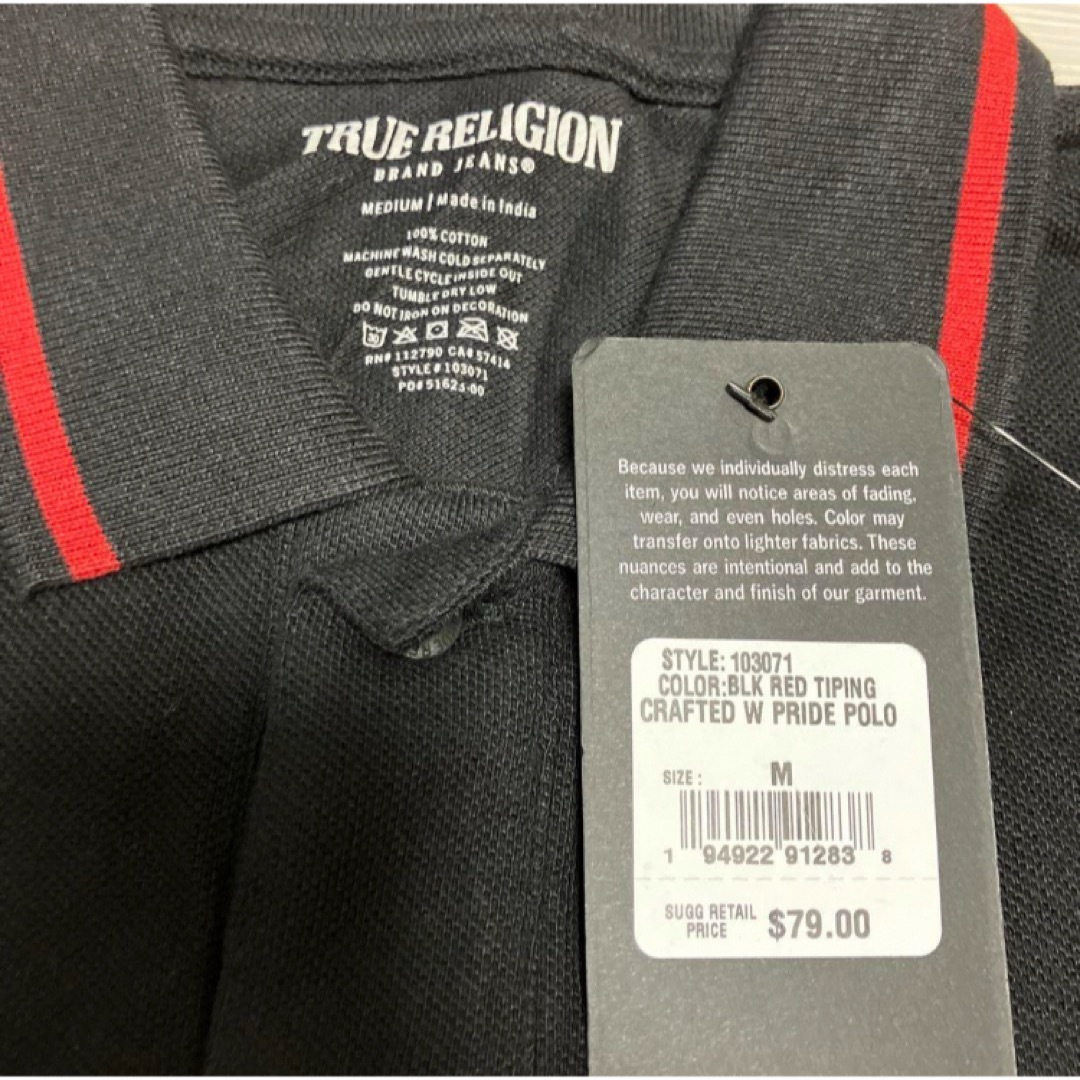 TRUE RELIGION
BRAND JEANS®
MEDIUM / Made in India
100% COTTON
MACHINE WASH COLD SEPARATELY
GENTLE CYCLE INSIDE OUT
TUMBLE DRY LOW
DO NOT IRON ON DECORATION
30
RN# 112790 CA# 57414
STYLE # 103071
PO# 51623-00
Because we individually distress each
item, you will notice areas of fading,
wear, and even holes. Color may
transfer onto lighter fabrics. These
nuances are intentional and add to the
character and finish of our garment.
STYLE: 103071
COLOR:BLK RED TIPING
CRAFTED W PRIDE POLO
SIZE: M
1 94922 91283 8
SUGG RETAIL
PRICE $79.00